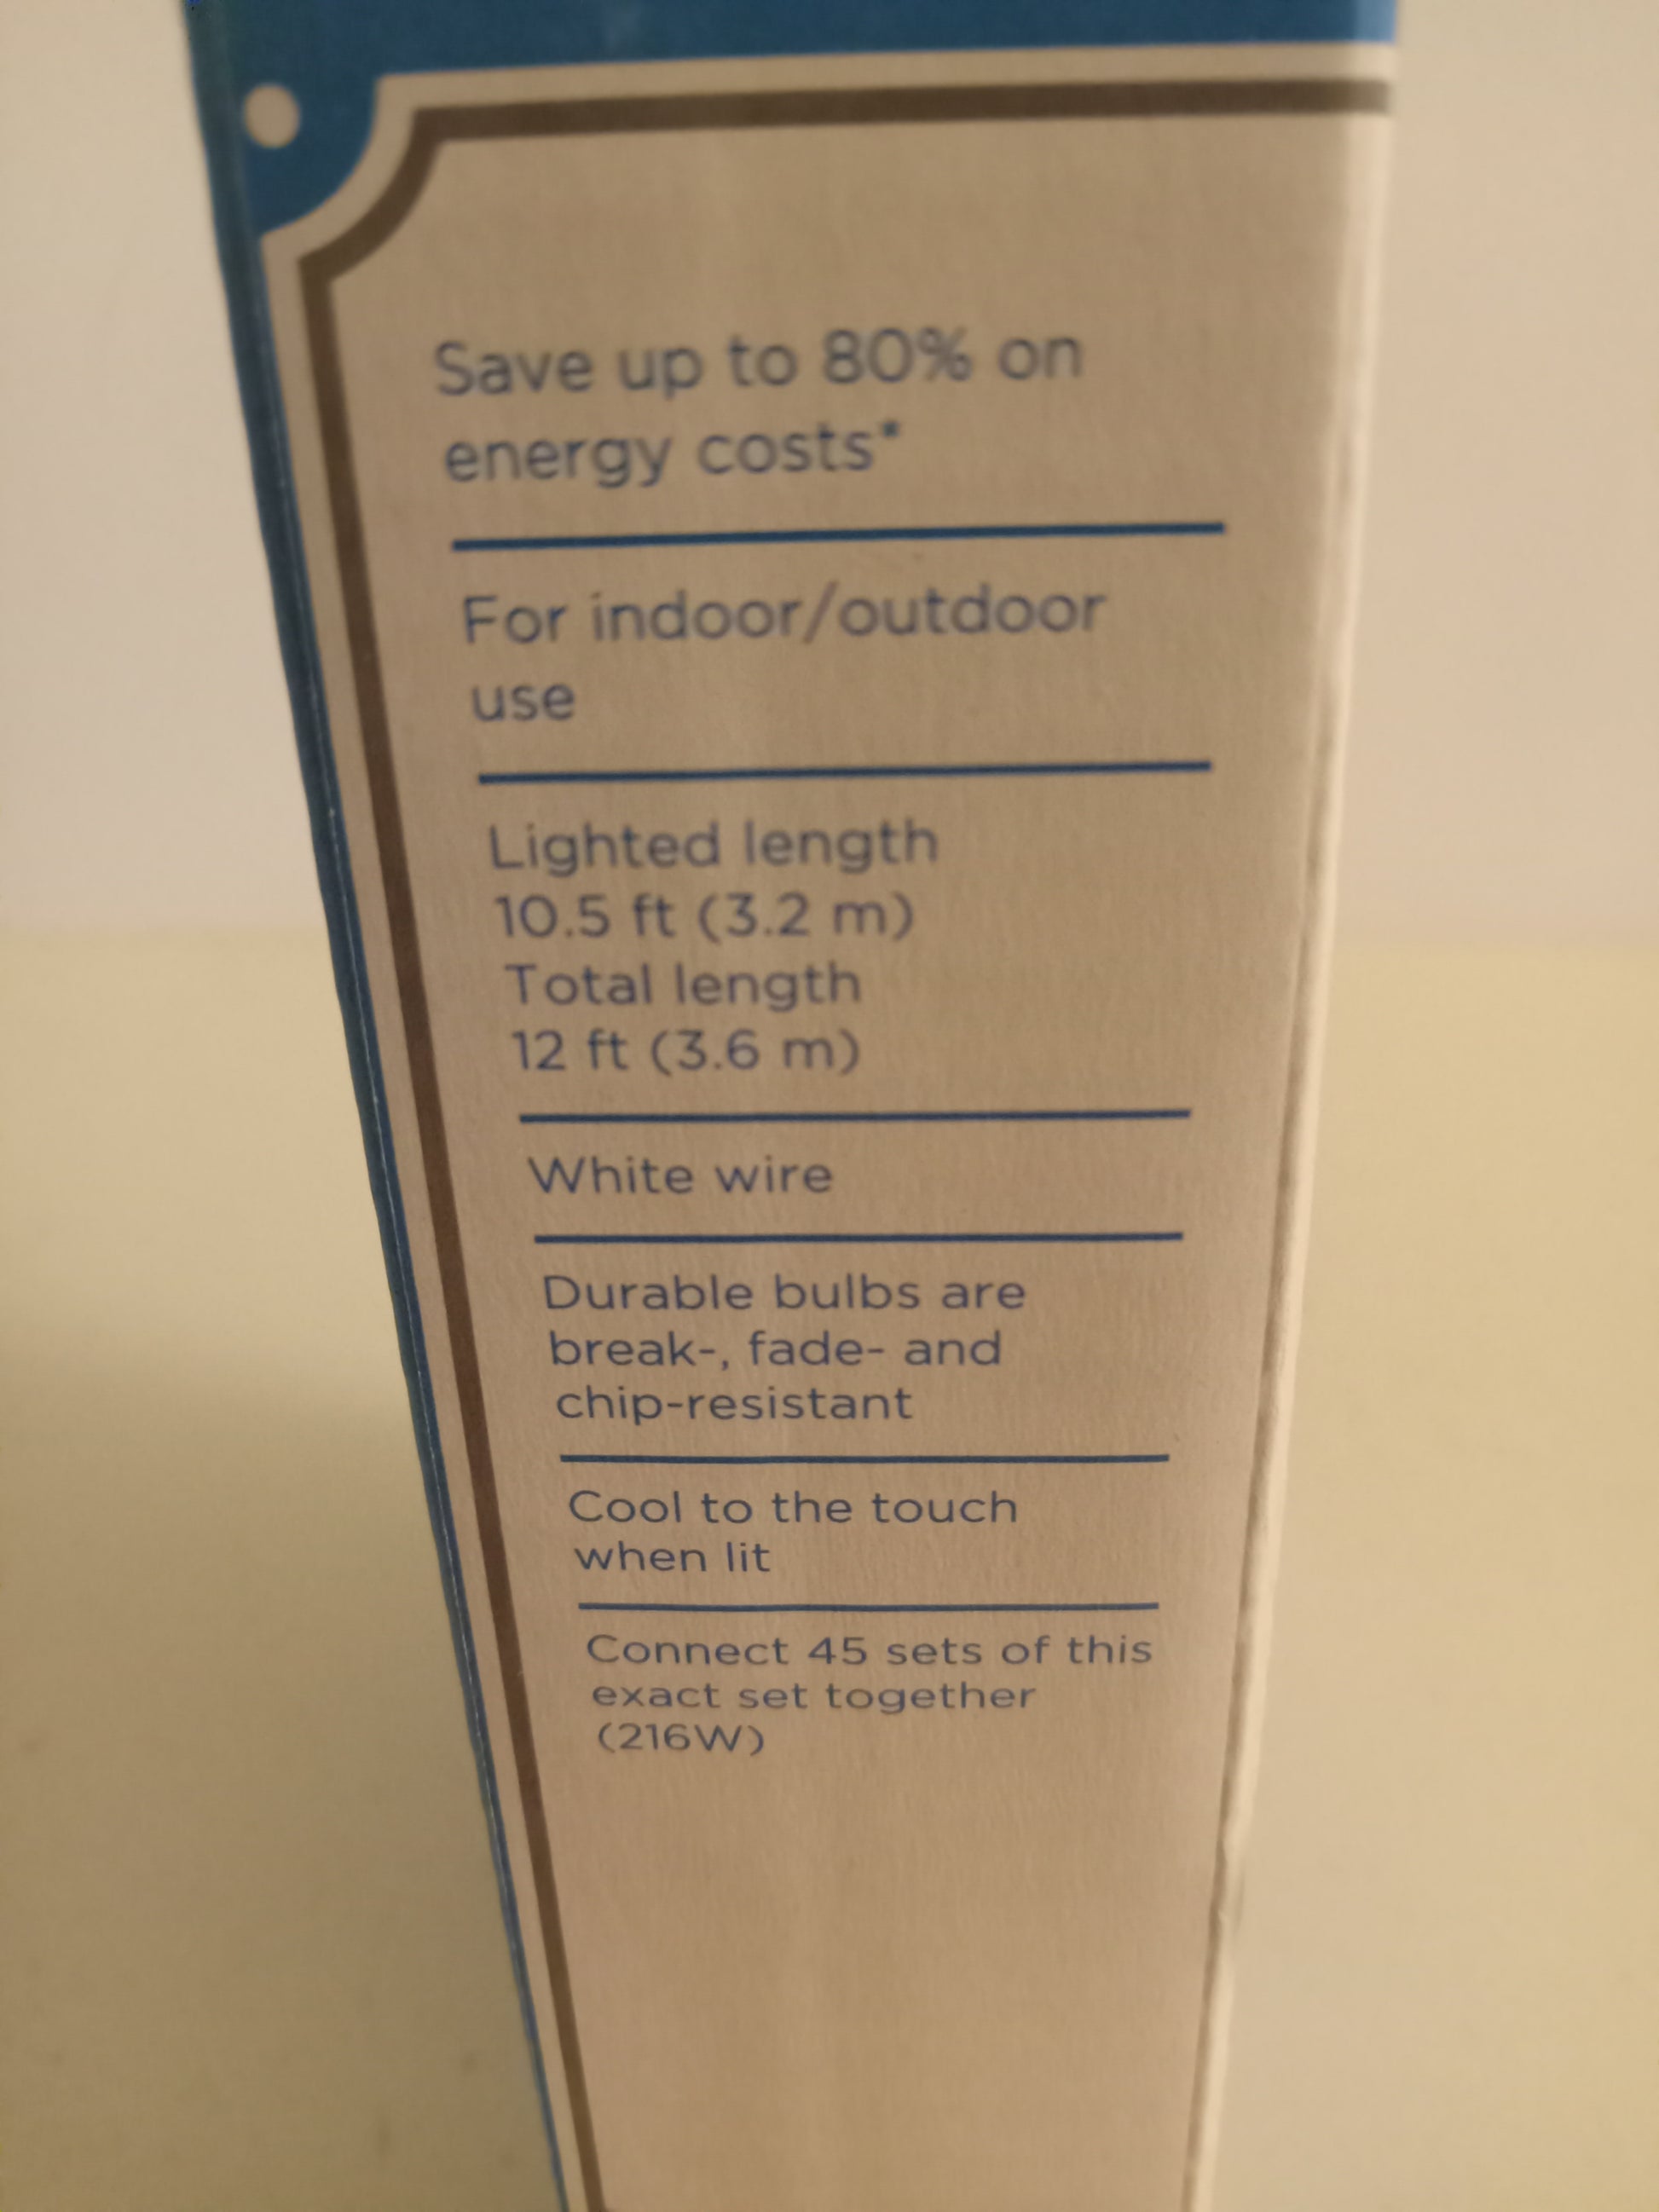 Save up to 80% on
energy costs*
For indoor/outdoor
use
Lighted length
10.5 ft (3.2 m)
Total length
12 ft (3.6 m)
White wire
Durable bulbs are
break-, fade- and
chip-resistant
Cool to the touch
when lit
Connect 45 sets of this
exact set together
(216W)